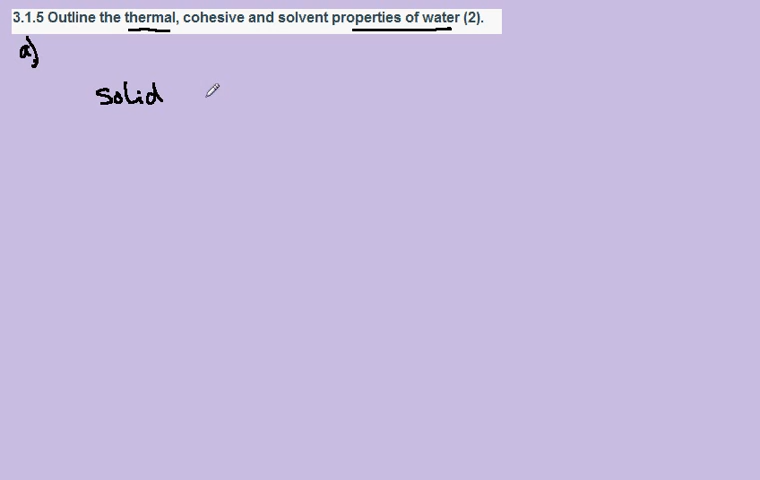 3.1.5 Outline the thermal, cohesive and solvent properties of water (2).
a)
Solid